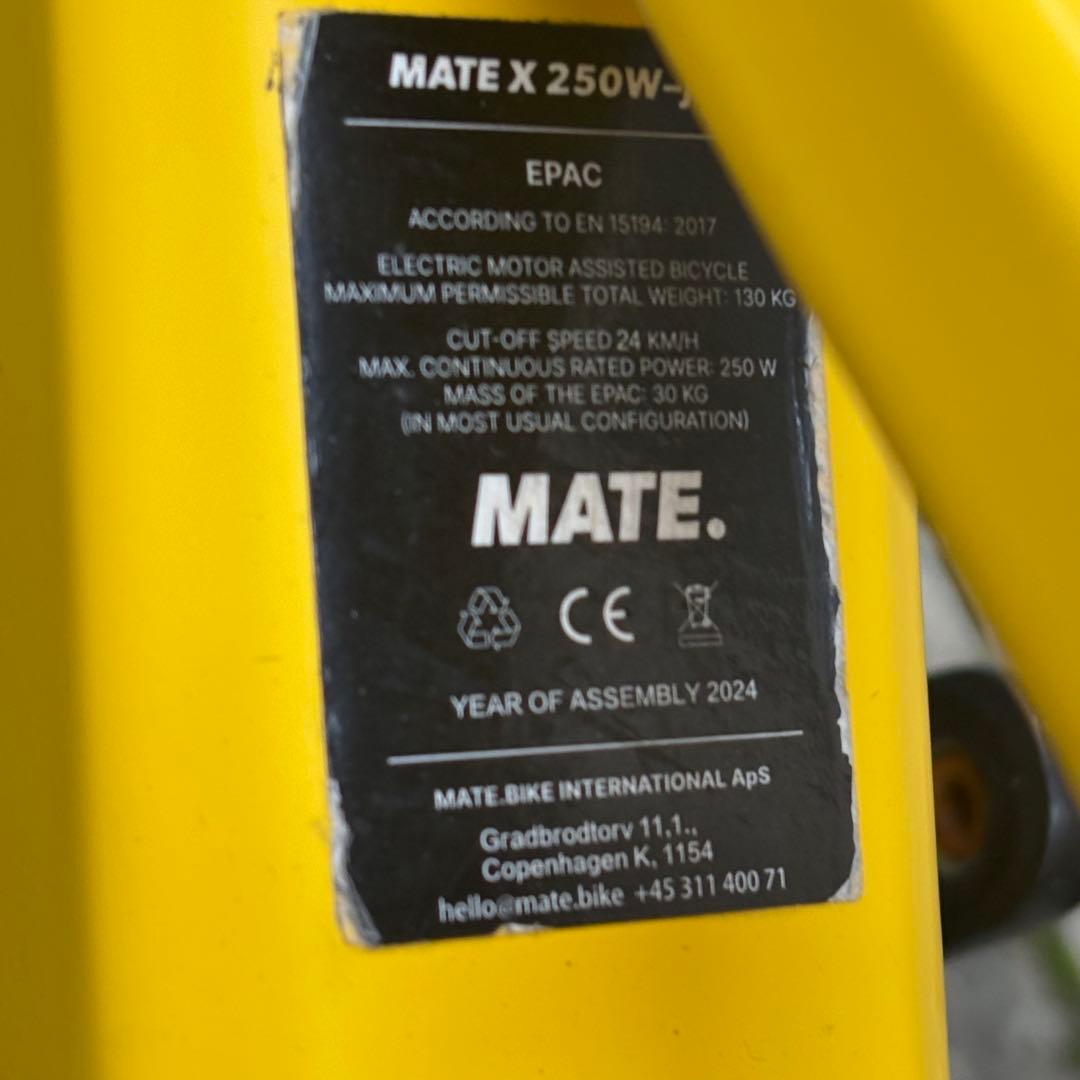 MATE X 250W-
EPAC
ACCORDING TO EN 15194: 2017
ELECTRIC MOTOR ASSISTED BICYCLE
MAXIMUM PERMISSIBLE TOTAL WEIGHT: 130 KG
CUT-OFF SPEED 24 KM/H
MAX. CONTINUOUS RATED POWER: 250 W
MASS OF THE EPAC: 30 KG
(IN MOST USUAL CONFIGURATION)
MATE.
CE
YEAR OF ASSEMBLY 2024
MATE.BIKE INTERNATIONAL ApS
Gradbrodtorv 11,1.,
Copenhagen K, 1154
hello@mate.bike +45 311 400 71